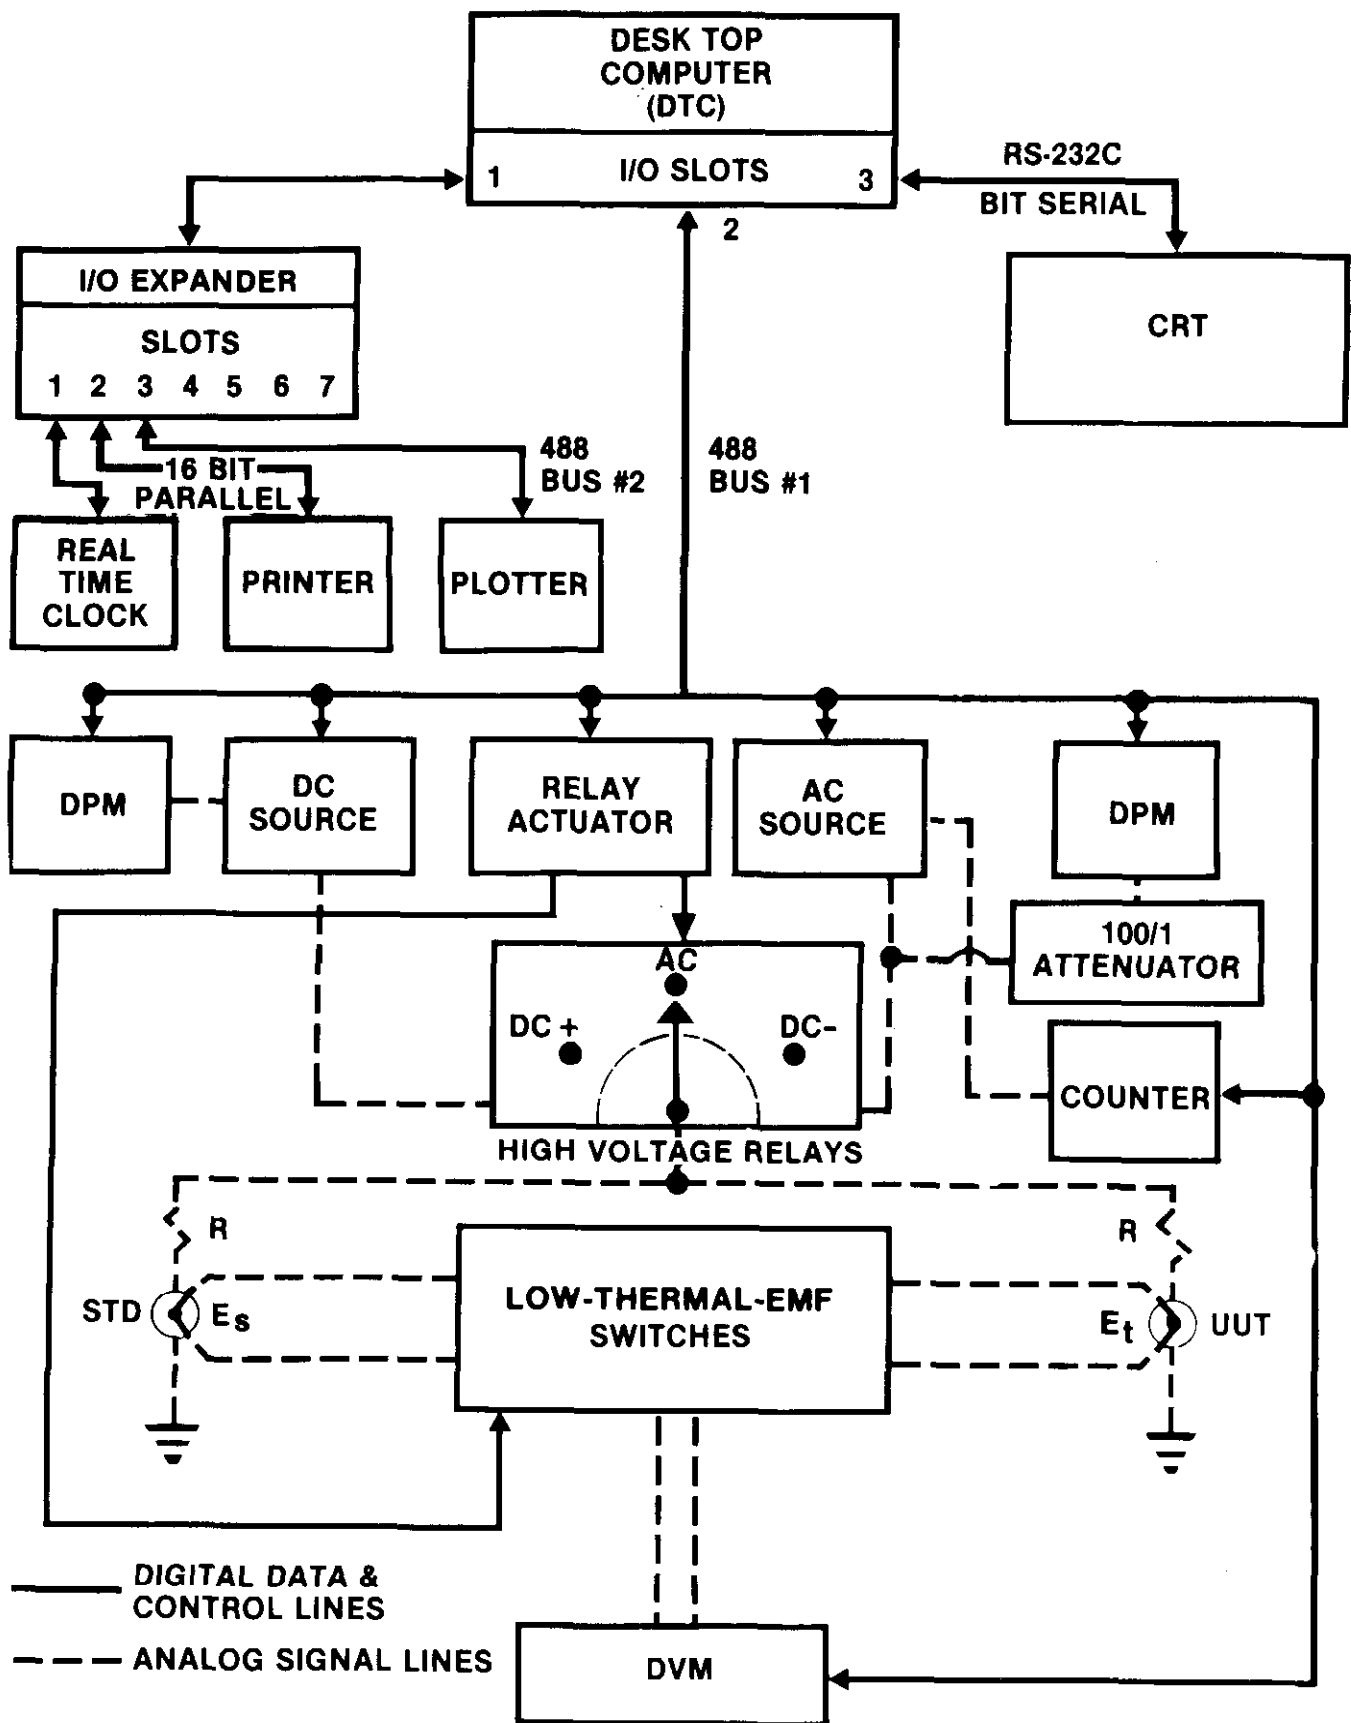 DESK TOP
COMPUTER
(DTC)
1 I/O SLOTS 3
2
RS-232C
BIT SERIAL
I/O EXPANDER
SLOTS
1 2 3 4 5 6 7
CRT
16 BIT
PARALLEL
488
BUS #2
488
BUS #1
REAL
TIME
CLOCK
PRINTER
PLOTTER
DPM
DC
SOURCE
RELAY
ACTUATOR
AC
SOURCE
DPM
100/1
ATTENUATOR
AC
DC +
DC-
COUNTER
HIGH VOLTAGE RELAYS
R
R
STD
Es
LOW-THERMAL-EMF
SWITCHES
Et
UUT
DIGITAL DATA &
CONTROL LINES
ANALOG SIGNAL LINES
DVM